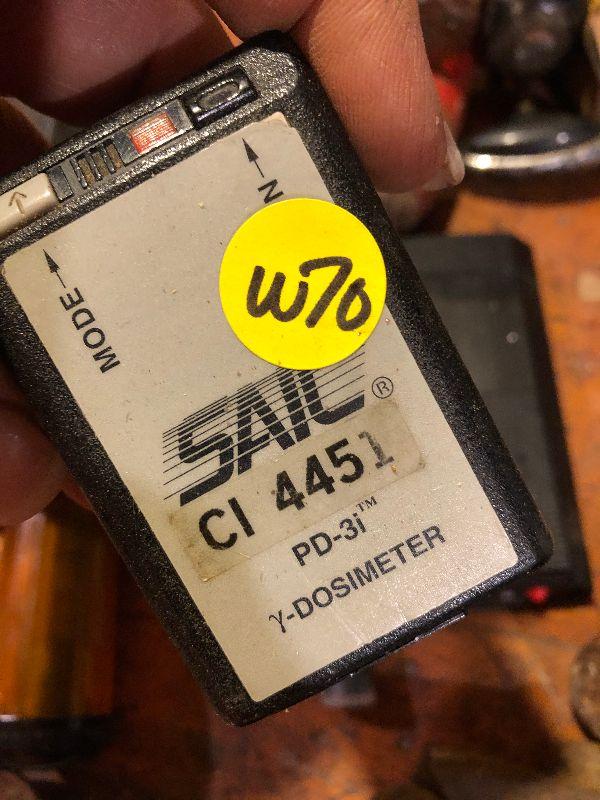 MODE
W70
SAIC®
CI 4451
PD-3i™
γ-DOSIMETER